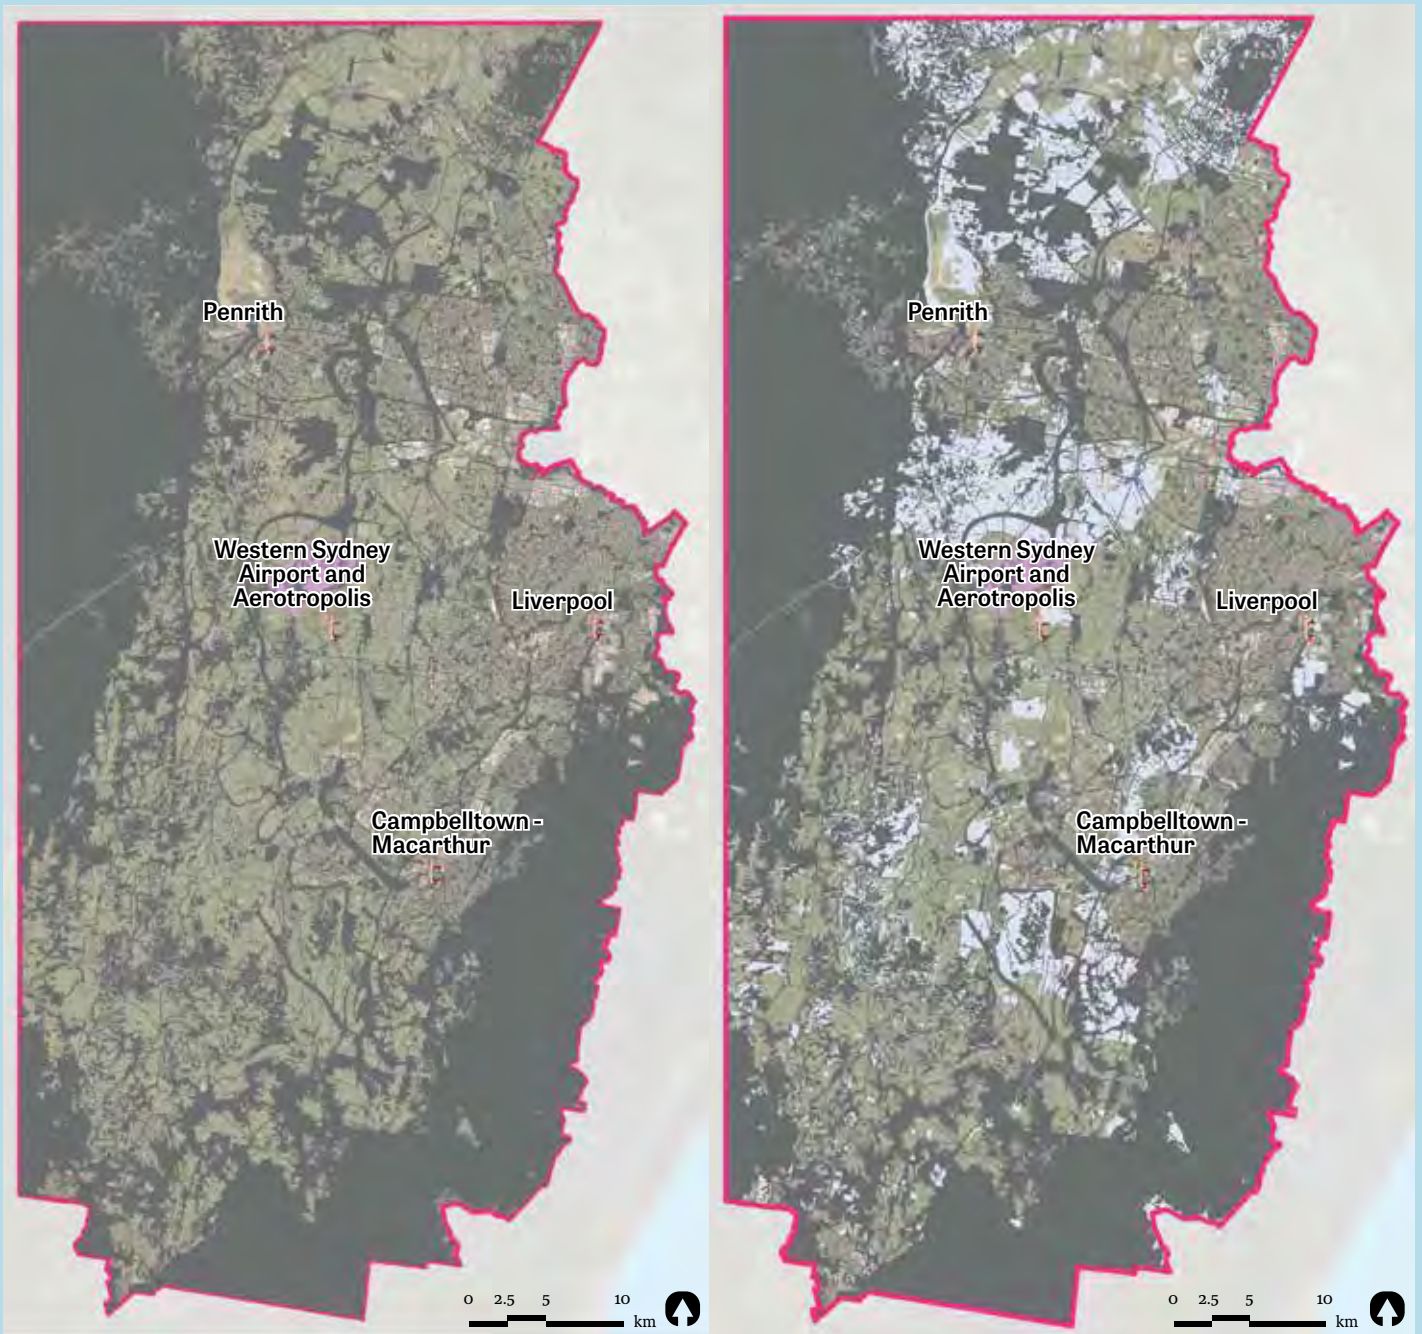 Penrith
Western Sydney
Airport and
Aerotropolis
Liverpool
Campbelltown -
Macarthur
0 2.5 5 10
km
Penrith
Western Sydney
Airport and
Aerotropolis
Liverpool
Campbelltown -
Macarthur
0 2.5 5 10
km